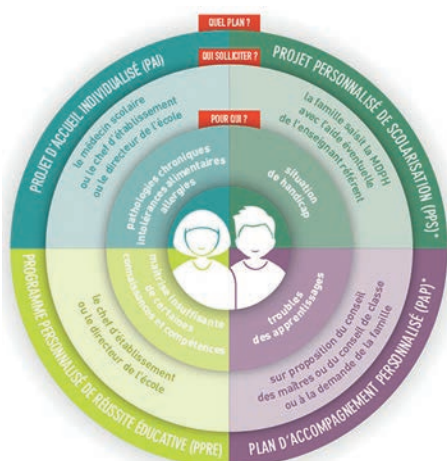 QUEL PLAN ?
QUI SOLLICITER ?
POUR QUI ?
PROJET D'ACCUEIL INDIVIDUALISÉ (PAI)
le médecin scolaire
ou le chef d'établissement
ou le directeur de l'école
pathologies chroniques
intolérances alimentaires
allergies
PROJET PERSONNALISÉ DE SCOLARISATION (PPS)*
la famille saisit la MDPH
avec l'aide éventuelle
de l'enseignant référent
situation
de handicap
PROGRAMME PERSONNALISÉ DE RÉUSSITE ÉDUCATIVE (PPRE)
le chef d'établissement
ou le directeur de l'école
maîtrise insuffisante
de certaines
connaissances et compétences
PLAN D'ACCOMPAGNEMENT PERSONNALISÉ (PAP)*
sur proposition du conseil
des maîtres ou du conseil de classe
ou à la demande de la famille
troubles
des apprentissages